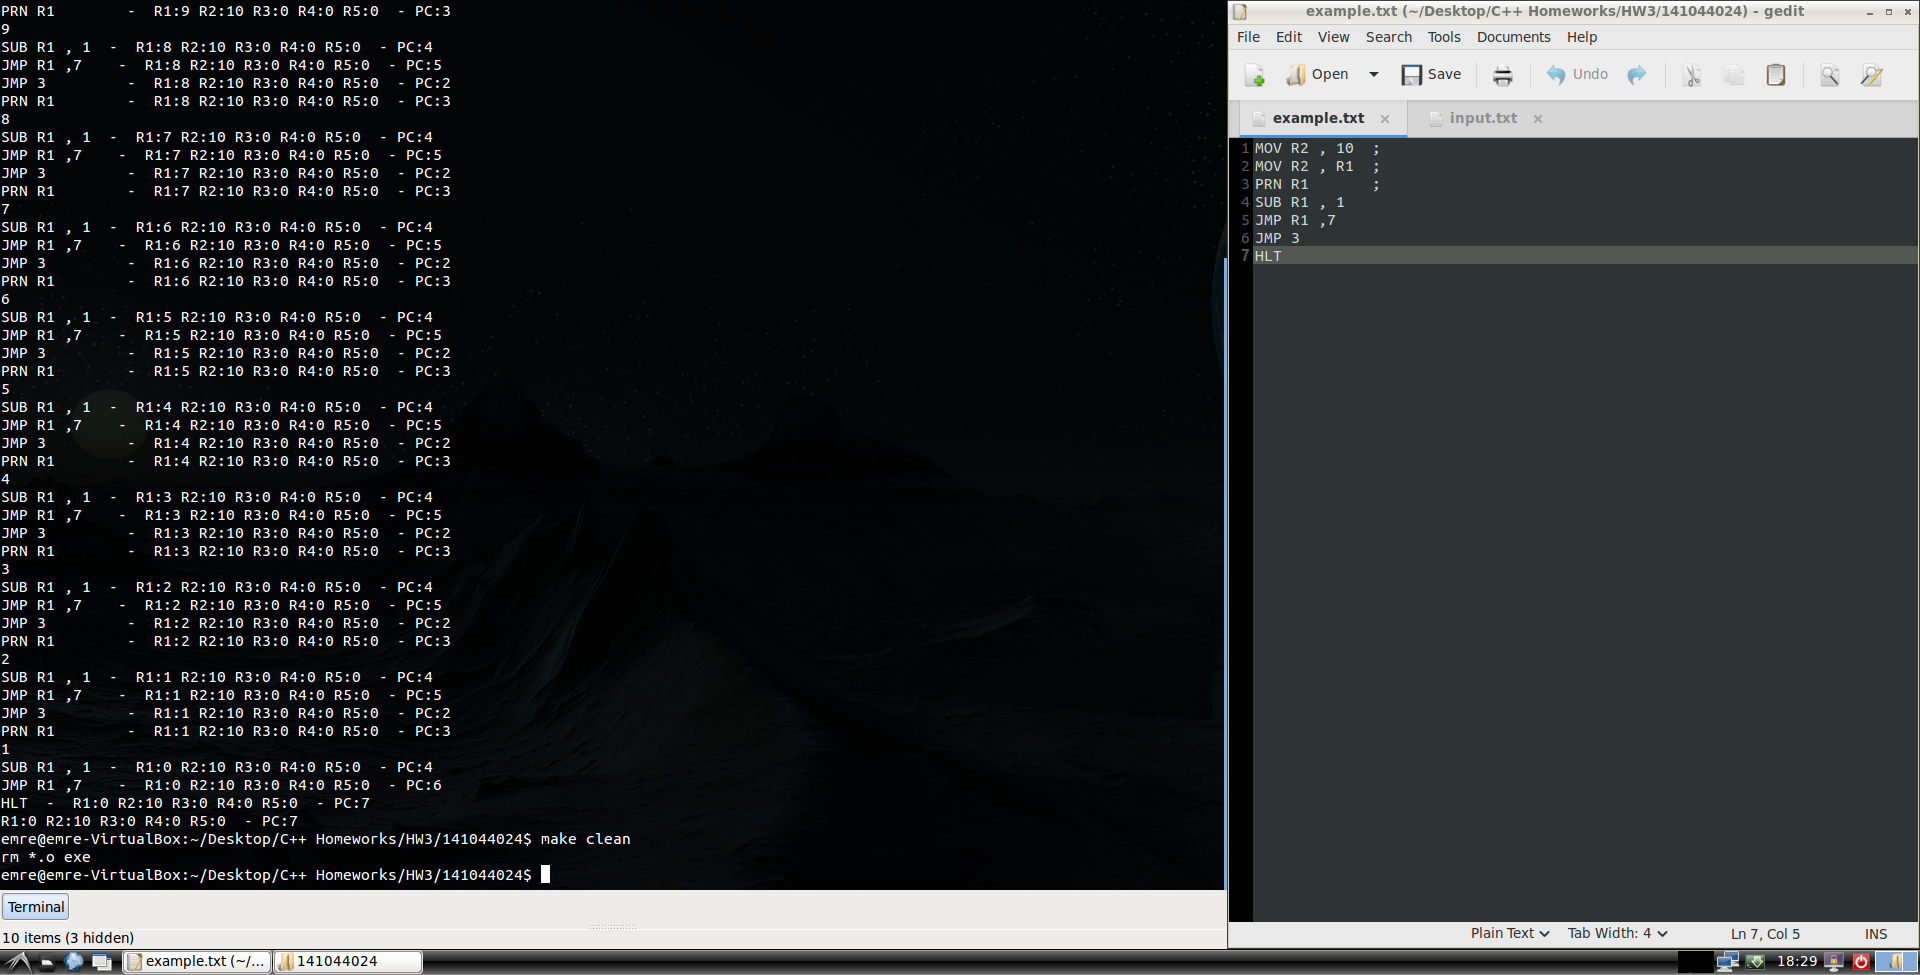 PRN R1        -  R1:9 R2:10 R3:0 R4:0 R5:0  - PC:3
9
SUB R1 , 1  -  R1:8 R2:10 R3:0 R4:0 R5:0  - PC:4
JMP R1 ,7    -  R1:8 R2:10 R3:0 R4:0 R5:0  - PC:5
JMP 3         -  R1:8 R2:10 R3:0 R4:0 R5:0  - PC:2
PRN R1        -  R1:8 R2:10 R3:0 R4:0 R5:0  - PC:3
8
SUB R1 , 1  -  R1:7 R2:10 R3:0 R4:0 R5:0  - PC:4
JMP R1 ,7    -  R1:7 R2:10 R3:0 R4:0 R5:0  - PC:5
JMP 3         -  R1:7 R2:10 R3:0 R4:0 R5:0  - PC:2
PRN R1        -  R1:7 R2:10 R3:0 R4:0 R5:0  - PC:3
7
SUB R1 , 1  -  R1:6 R2:10 R3:0 R4:0 R5:0  - PC:4
JMP R1 ,7    -  R1:6 R2:10 R3:0 R4:0 R5:0  - PC:5
JMP 3         -  R1:6 R2:10 R3:0 R4:0 R5:0  - PC:2
PRN R1        -  R1:6 R2:10 R3:0 R4:0 R5:0  - PC:3
6
SUB R1 , 1  -  R1:5 R2:10 R3:0 R4:0 R5:0  - PC:4
JMP R1 ,7    -  R1:5 R2:10 R3:0 R4:0 R5:0  - PC:5
JMP 3         -  R1:5 R2:10 R3:0 R4:0 R5:0  - PC:2
PRN R1        -  R1:5 R2:10 R3:0 R4:0 R5:0  - PC:3
5
SUB R1 , 1  -  R1:4 R2:10 R3:0 R4:0 R5:0  - PC:4
JMP R1 ,7    -  R1:4 R2:10 R3:0 R4:0 R5:0  - PC:5
JMP 3         -  R1:4 R2:10 R3:0 R4:0 R5:0  - PC:2
PRN R1        -  R1:4 R2:10 R3:0 R4:0 R5:0  - PC:3
4
SUB R1 , 1  -  R1:3 R2:10 R3:0 R4:0 R5:0  - PC:4
JMP R1 ,7    -  R1:3 R2:10 R3:0 R4:0 R5:0  - PC:5
JMP 3         -  R1:3 R2:10 R3:0 R4:0 R5:0  - PC:2
PRN R1        -  R1:3 R2:10 R3:0 R4:0 R5:0  - PC:3
3
SUB R1 , 1  -  R1:2 R2:10 R3:0 R4:0 R5:0  - PC:4
JMP R1 ,7    -  R1:2 R2:10 R3:0 R4:0 R5:0  - PC:5
JMP 3         -  R1:2 R2:10 R3:0 R4:0 R5:0  - PC:2
PRN R1        -  R1:2 R2:10 R3:0 R4:0 R5:0  - PC:3
2
SUB R1 , 1  -  R1:1 R2:10 R3:0 R4:0 R5:0  - PC:4
JMP R1 ,7    -  R1:1 R2:10 R3:0 R4:0 R5:0  - PC:5
JMP 3         -  R1:1 R2:10 R3:0 R4:0 R5:0  - PC:2
PRN R1        -  R1:1 R2:10 R3:0 R4:0 R5:0  - PC:3
1
SUB R1 , 1  -  R1:0 R2:10 R3:0 R4:0 R5:0  - PC:4
JMP R1 ,7    -  R1:0 R2:10 R3:0 R4:0 R5:0  - PC:6
HLT  -  R1:0 R2:10 R3:0 R4:0 R5:0  - PC:7
R1:0 R2:10 R3:0 R4:0 R5:0  - PC:7
emre@emre-VirtualBox:~/Desktop/C++ Homeworks/HW3/141044024$ make clean
rm *.o exe
emre@emre-VirtualBox:~/Desktop/C++ Homeworks/HW3/141044024$
Terminal
10 items (3 hidden)
example.txt (~/Desktop/C++ Homeworks/HW3/141044024) - gedit
File Edit View Search Tools Documents Help
Open Save Undo
example.txt input.txt
1 MOV R2 , 10  ;
2 MOV R2 , R1  ;
3 PRN R1       ;
4 SUB R1 , 1
5 JMP R1 ,7
6 JMP 3
7 HLT
Plain Text Tab Width: 4 Ln 7, Col 5 INS
example.txt (~/... 141044024 18:29